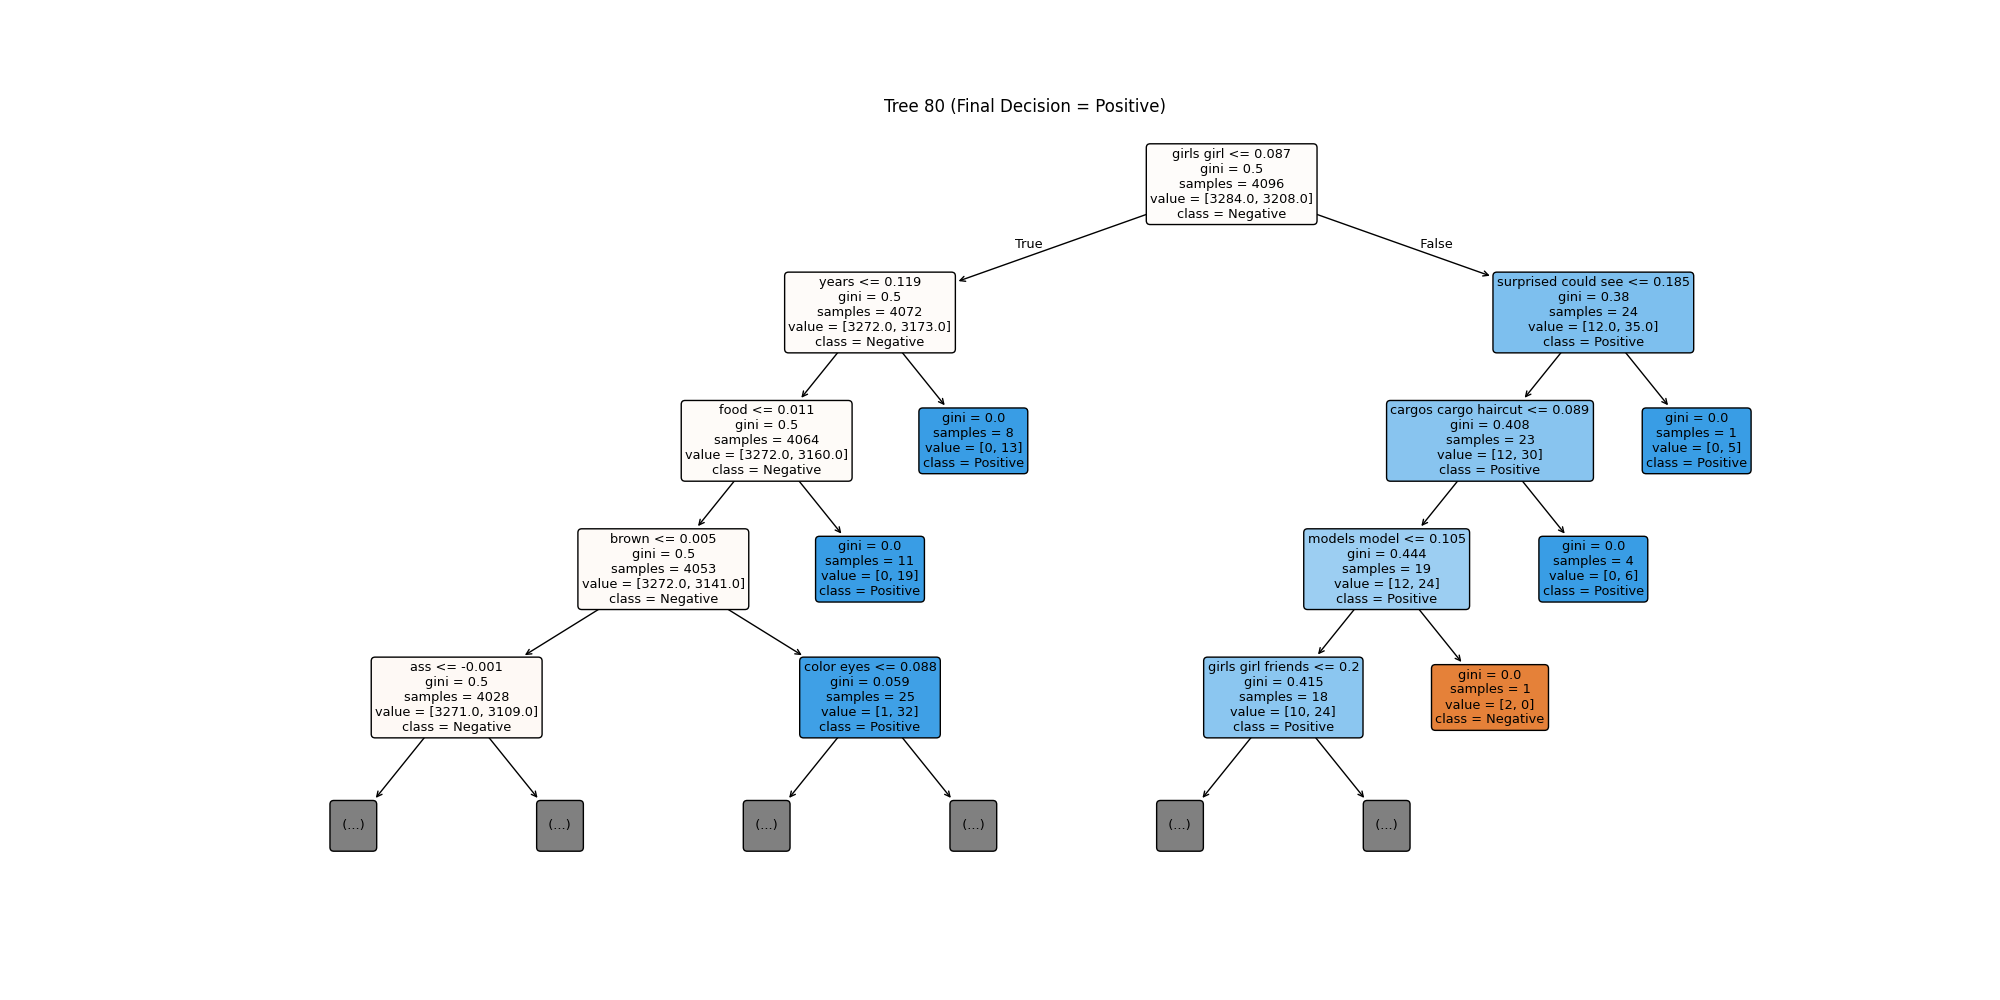 Tree 80 (Final Decision = Positive)
girls girl <= 0.087
gini = 0.5
samples = 4096
value = [3284.0, 3208.0]
class = Negative
True
False
years <= 0.119
gini = 0.5
samples = 4072
value = [3272.0, 3173.0]
class = Negative
surprised could see <= 0.185
gini = 0.38
samples = 24
value = [12.0, 35.0]
class = Positive
food <= 0.011
gini = 0.5
samples = 4064
value = [3272.0, 3160.0]
class = Negative
gini = 0.0
samples = 8
value = [0, 13]
class = Positive
cargos cargo haircut <= 0.089
gini = 0.408
samples = 23
value = [12, 30]
class = Positive
gini = 0.0
samples = 1
value = [0, 5]
class = Positive
brown <= 0.005
gini = 0.5
samples = 4053
value = [3272.0, 3141.0]
class = Negative
gini = 0.0
samples = 11
value = [0, 19]
class = Positive
models model <= 0.105
gini = 0.444
samples = 19
value = [12, 24]
class = Positive
gini = 0.0
samples = 4
value = [0, 6]
class = Positive
ass <= -0.001
gini = 0.5
samples = 4028
value = [3271.0, 3109.0]
class = Negative
color eyes <= 0.088
gini = 0.059
samples = 25
value = [1, 32]
class = Positive
girls girl friends <= 0.2
gini = 0.415
samples = 18
value = [10, 24]
class = Positive
gini = 0.0
samples = 1
value = [2, 0]
class = Negative
(...)
(...)
(...)
(...)
(...)
(...)